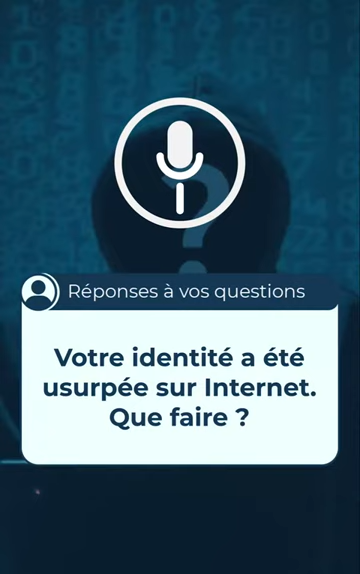 Réponses à vos questions
Votre identité a été
usurpée sur Internet.
Que faire ?